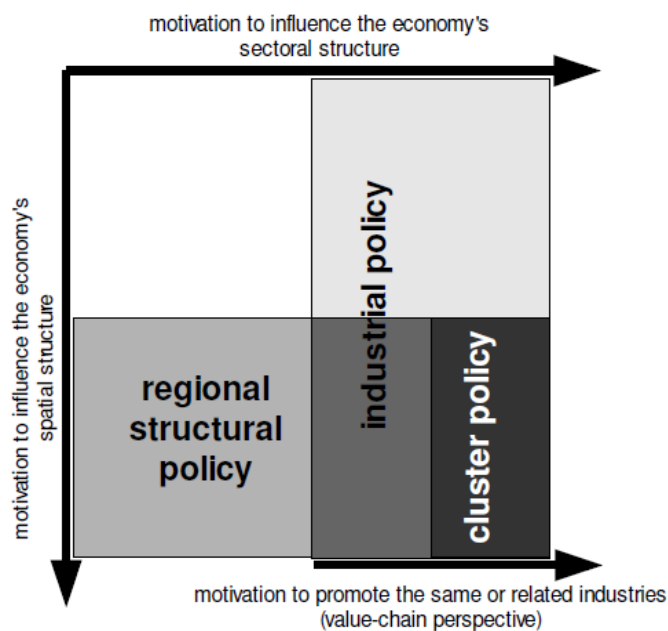 motivation to influence the economy's
sectoral structure
motivation to influence the economy's
spatial structure
industrial policy
regional
structural
policy
cluster policy
motivation to promote the same or related industries
(value-chain perspective)